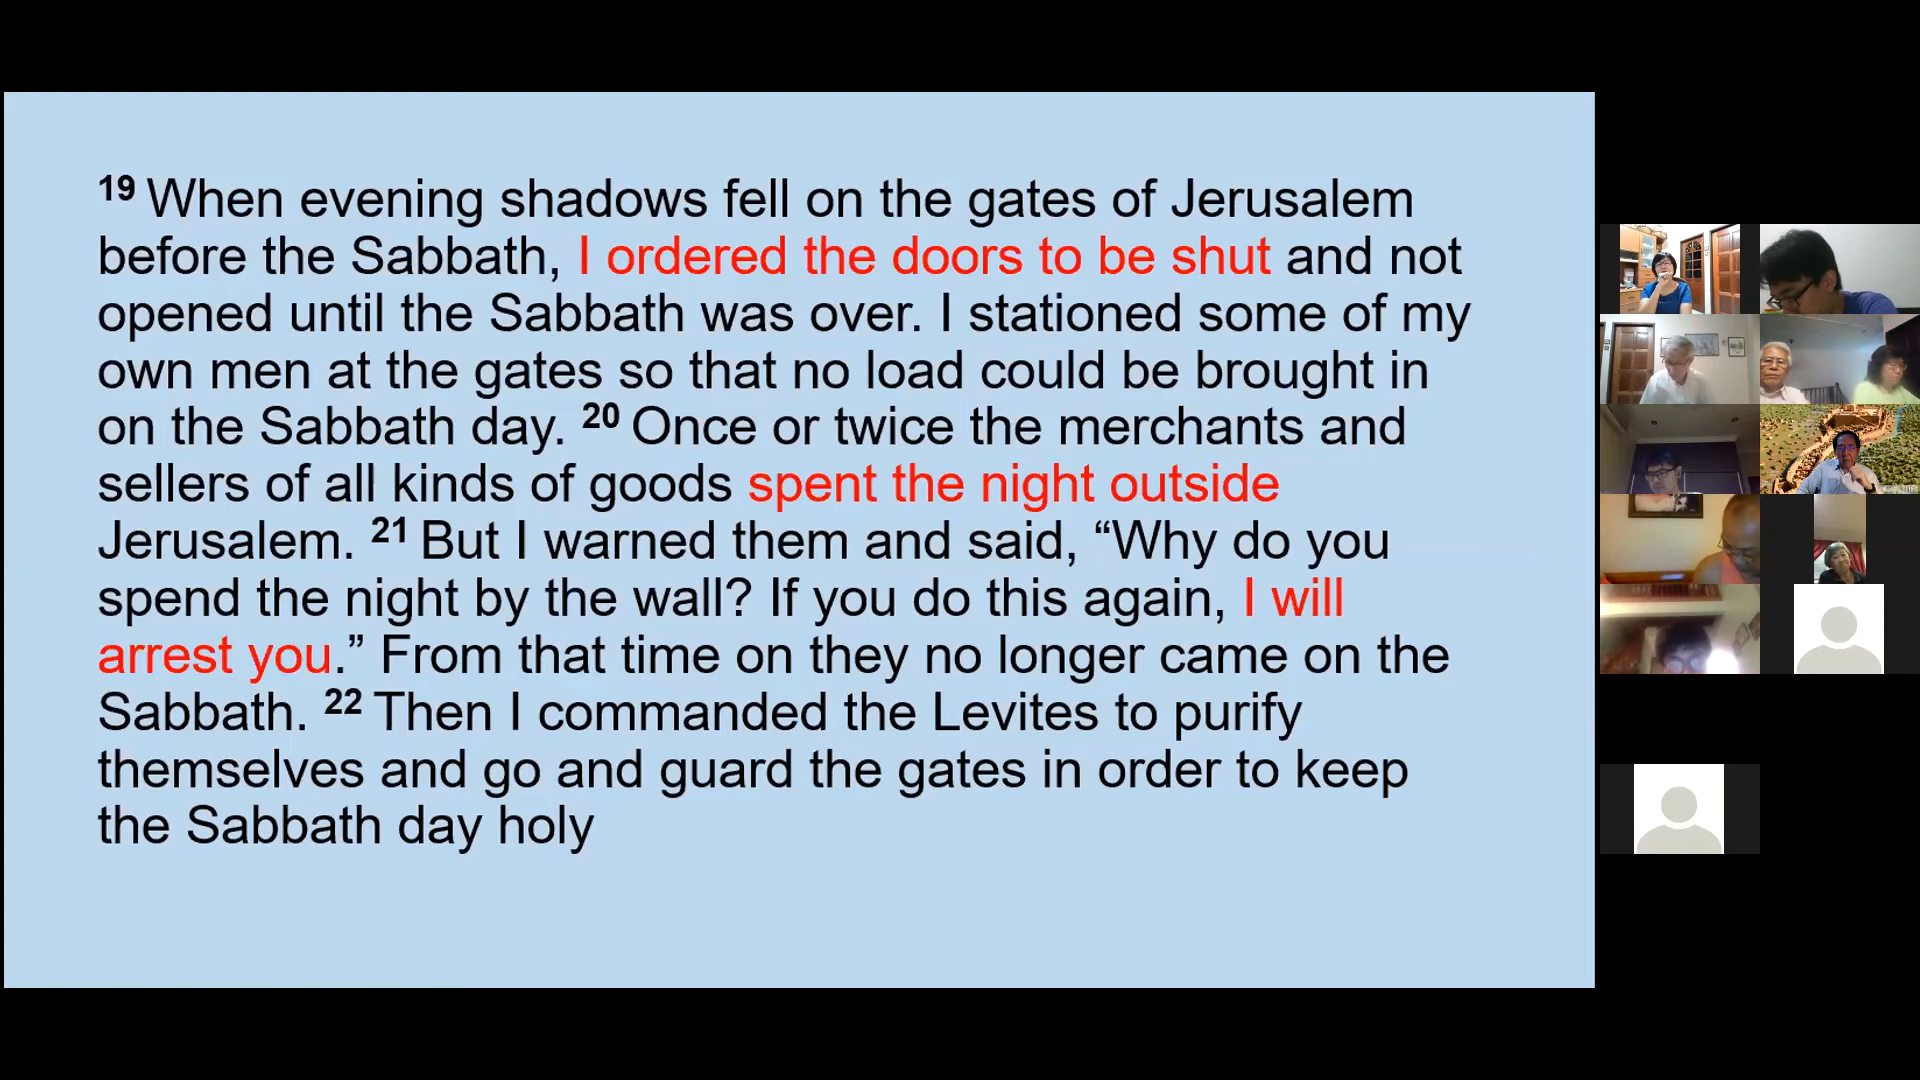 19 When evening shadows fell on the gates of Jerusalem
before the Sabbath, I ordered the doors to be shut and not
opened until the Sabbath was over. I stationed some of my
own men at the gates so that no load could be brought in
on the Sabbath day. 20 Once or twice the merchants and
sellers of all kinds of goods spent the night outside
Jerusalem. 21 But I warned them and said, “Why do you
spend the night by the wall? If you do this again, I will
arrest you.” From that time on they no longer came on the
Sabbath. 22 Then I commanded the Levites to purify
themselves and go and guard the gates in order to keep
the Sabbath day holy